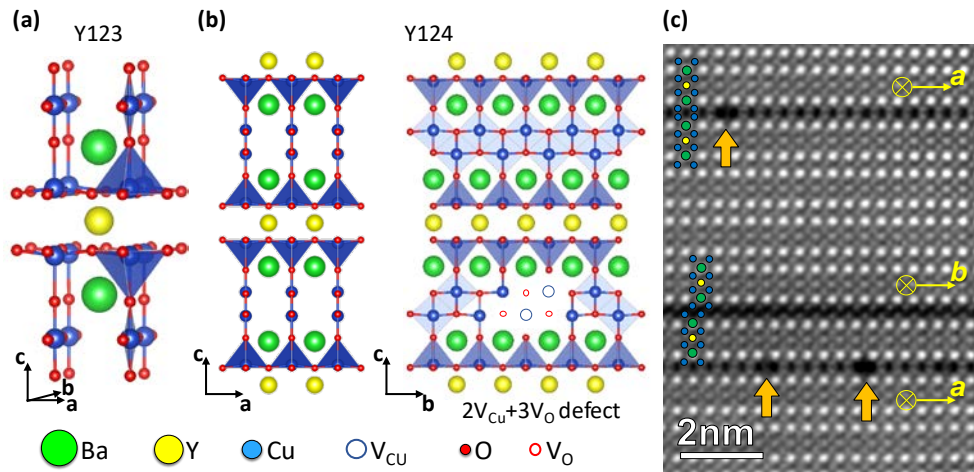 (a)
Y123
(b)
Y124
(c)
a
b
a
c
b
a
c
a
c
b
2V_Cu+3V_O defect
2nm
Ba
Y
Cu
V_CU
O
V_O